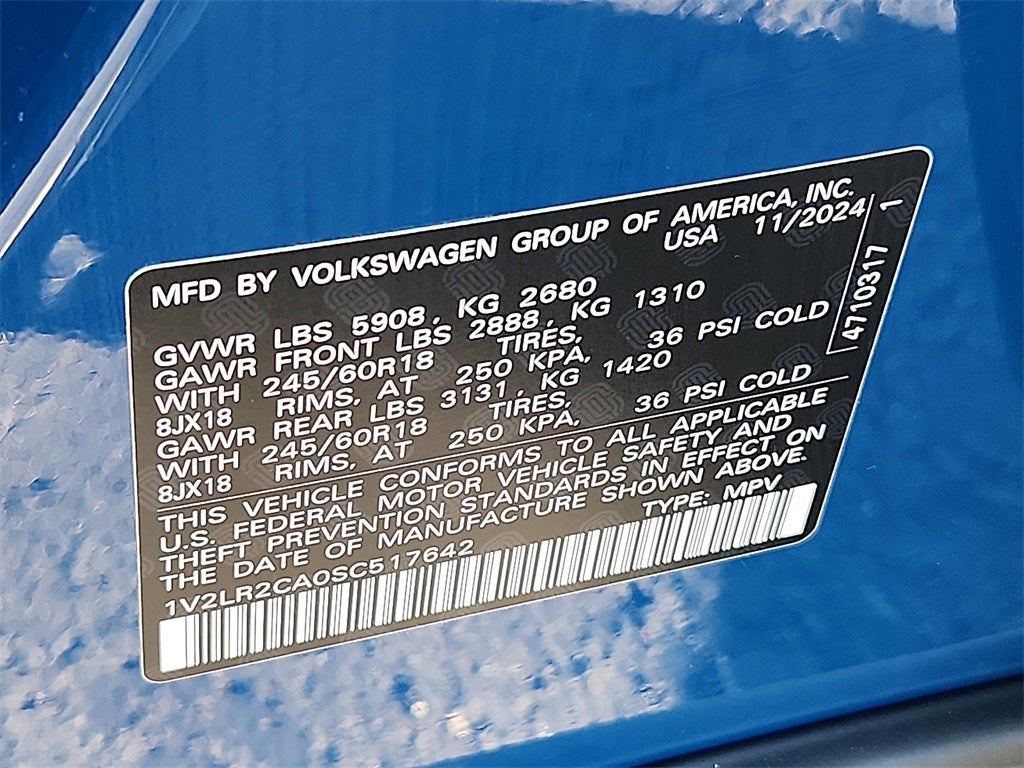 MFD BY VOLKSWAGEN GROUP OF AMERICA, INC.
USA 11/2024
GVWR LBS 5908, KG 2680
GAWR FRONT LBS 2888, KG 1310
WITH 245/60R18 TIRES,
8JX18 RIMS, AT 250 KPA, 36 PSI COLD
GAWR REAR LBS 3131, KG 1420
WITH 245/60R18 TIRES,
8JX18 RIMS, AT 250 KPA, 36 PSI COLD
THIS VEHICLE CONFORMS TO ALL APPLICABLE
U.S. FEDERAL MOTOR VEHICLE SAFETY AND
THEFT PREVENTION STANDARDS IN EFFECT ON
THE DATE OF MANUFACTURE SHOWN ABOVE.
1V2LR2CA0SC517642 TYPE: MPV
4710317 1